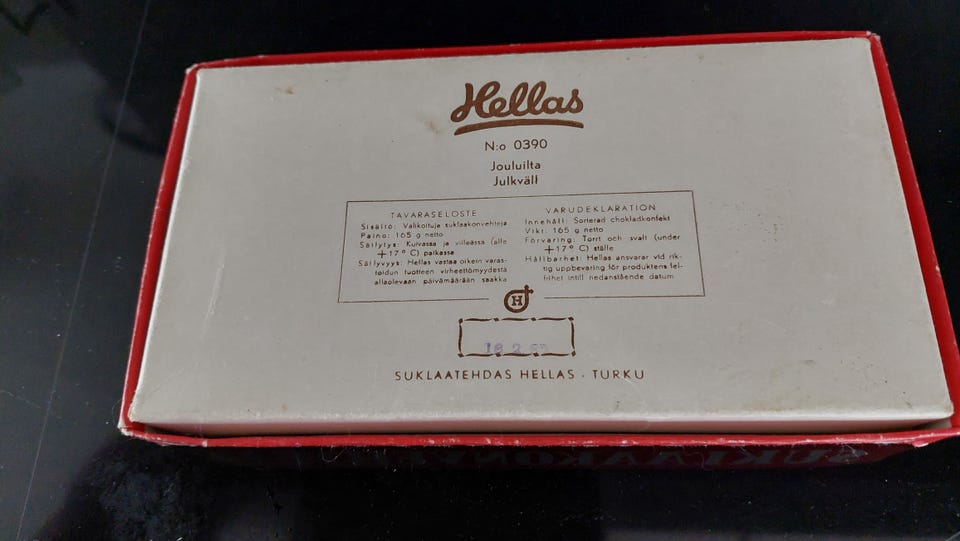 Hellas
N:o 0390
Jouluilta
Julkväll
TAVARASELOSTE
Sisältö: Valikoituja suklaakonvehteja
Paino: 165 g netto
Säilytys: Kuivassa ja viileässä (alle
+17° C) paikassa
Säilyvyys: Hellas vastaa oikein varas-
toidun tuotteen virheettömyydestä
allaolevaan päivämäärään saakka
VARUDEKLARATION
Innehåll: Sorterad chokladkonfekt
Vikt: 165 g netto
Förvaring: Torrt och svalt (under
+17° C) ställe
Hållbarhet: Hellas ansvarar vid rik-
tig uppbevaring för produktens fel-
frihet intill nedanstående datum
H
SUKLAATEHDAS HELLAS · TURKU